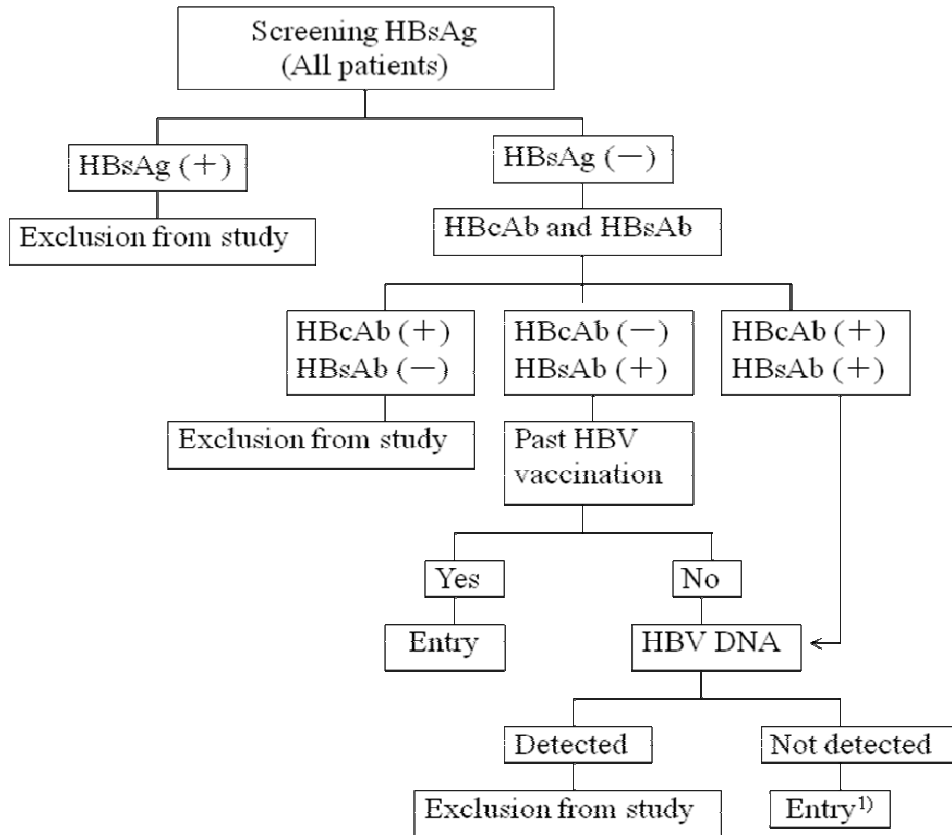 Screening HBsAg
(All patients)
HBsAg (+)
HBsAg (－)
Exclusion from study
HBcAb and HBsAb
HBcAb (+)
HBsAb (－)
HBcAb (－)
HBsAb (+)
HBcAb (+)
HBsAb (+)
Exclusion from study
Past HBV
vaccination
Yes
No
Entry
HBV DNA
Detected
Not detected
Exclusion from study
Entry¹⁾